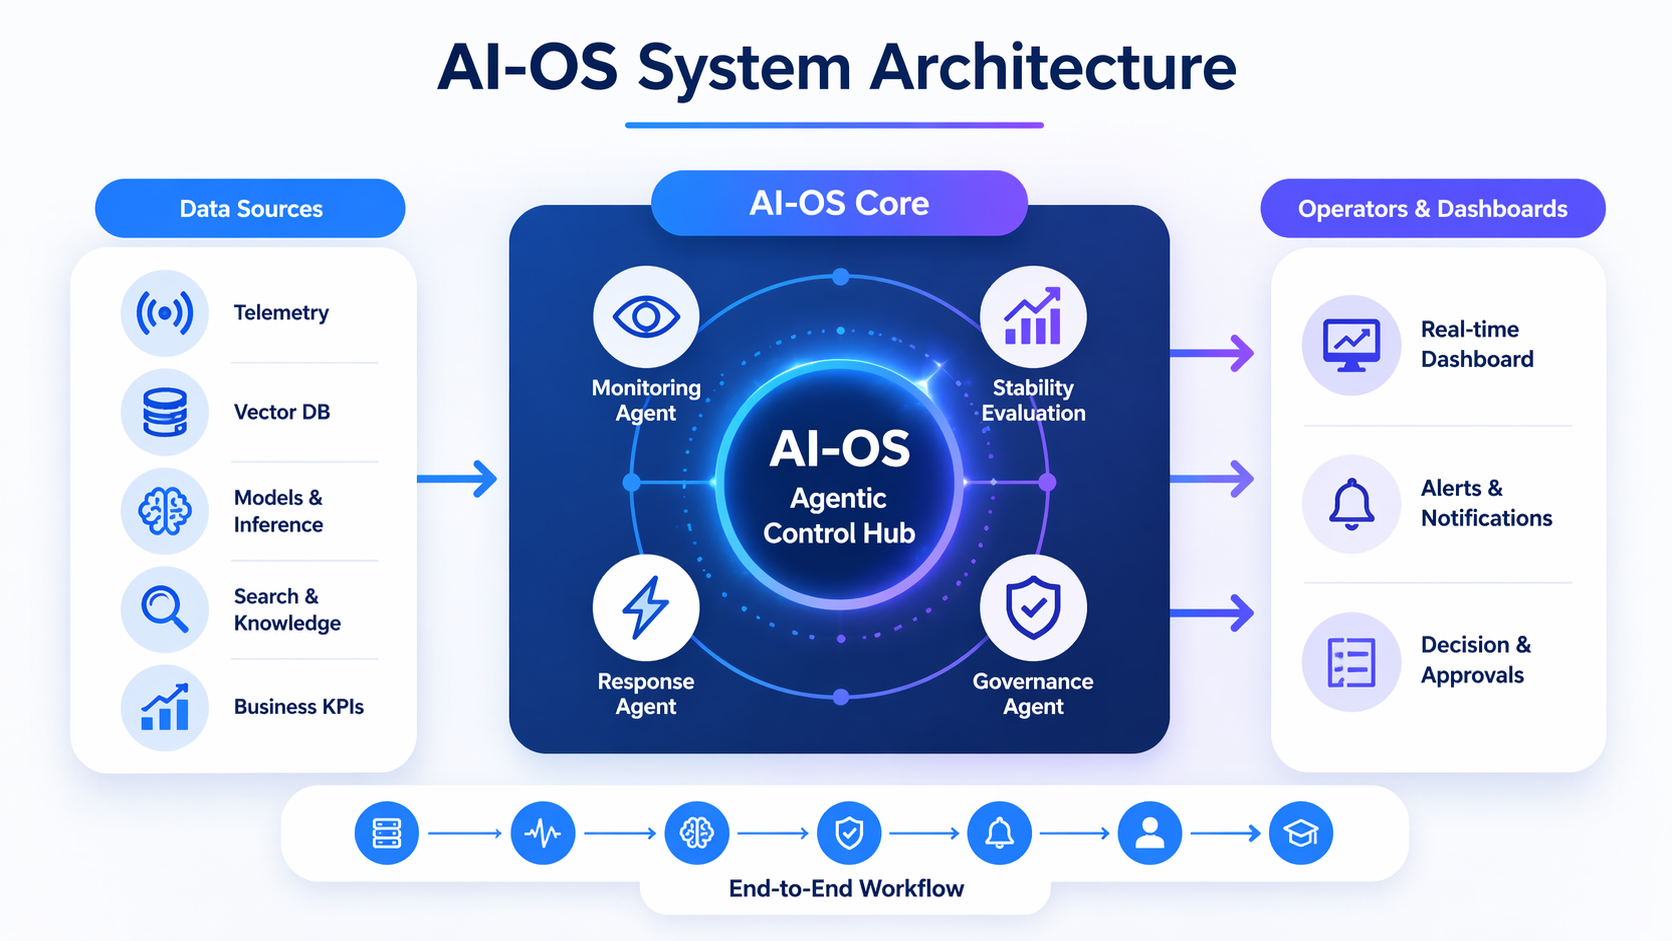 AI-OS System Architecture
Data Sources
Telemetry
Vector DB
Models &
Inference
Search &
Knowledge
Business KPIs
AI-OS Core
Monitoring
Agent
Stability
Evaluation
AI-OS
Agentic
Control Hub
Response
Agent
Governance
Agent
Operators & Dashboards
Real-time
Dashboard
Alerts &
Notifications
Decision &
Approvals
End-to-End Workflow